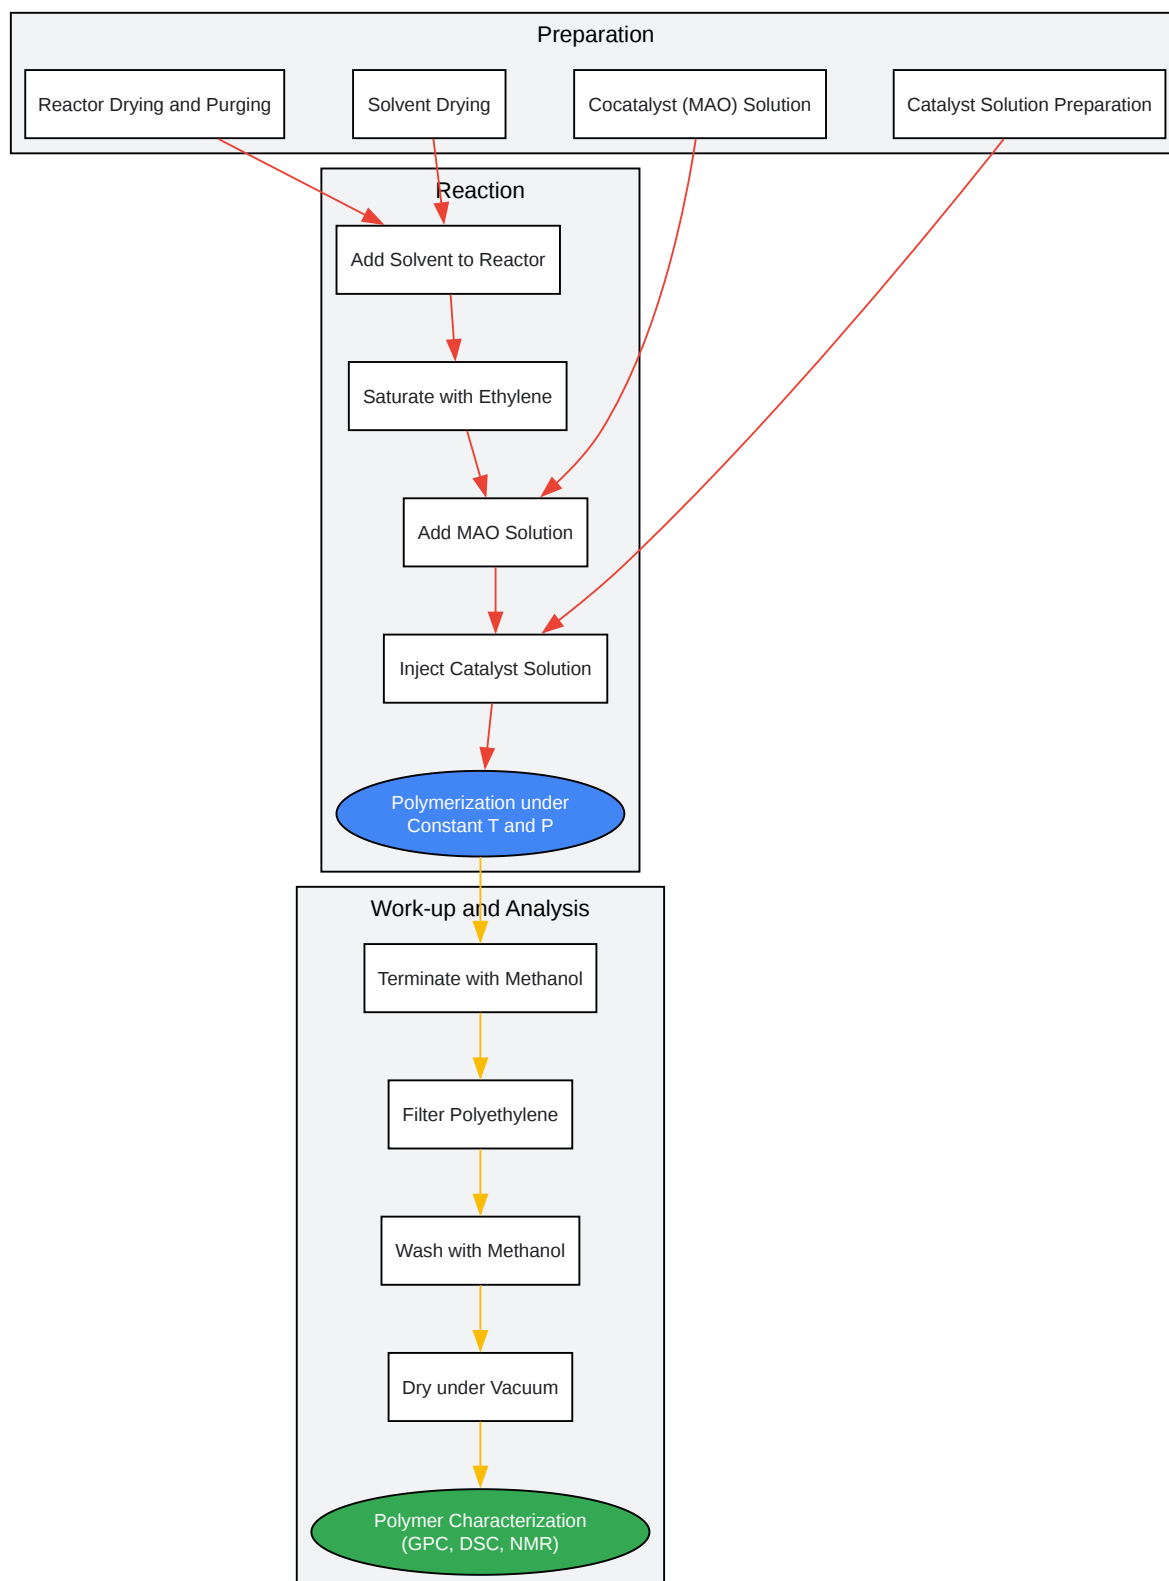 Preparation
Reactor Drying and Purging
Solvent Drying
Cocatalyst (MAO) Solution
Catalyst Solution Preparation
Reaction
Add Solvent to Reactor
Saturate with Ethylene
Add MAO Solution
Inject Catalyst Solution
Polymerization under
Constant T and P
Work-up and Analysis
Terminate with Methanol
Filter Polyethylene
Wash with Methanol
Dry under Vacuum
Polymer Characterization
(GPC, DSC, NMR)